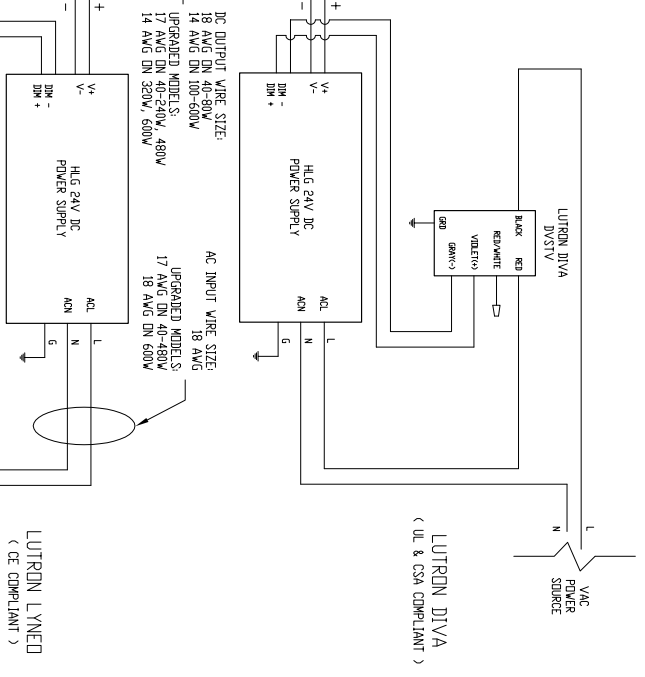 LUTRON DIVA
DVSTV
BLACK
RED
RED/WHITE
VIOLET(+)
GRAY(-)
GRD
L
N
VAC
POWER
SOURCE
LUTRON DIVA
( UL & CSA COMPLIANT )
+
-
V+
V-
DIM -
DIM +
HLG 24V DC
POWER SUPPLY
ACL
ACN
L
N
G
DC OUTPUT WIRE SIZE:
18 AWG ON 40-80W
14 AWG ON 100-600W
UPGRADED MODELS:
17 AWG ON 40-240W, 480W
14 AWG ON 320W, 600W
AC INPUT WIRE SIZE:
18 AWG
UPGRADED MODELS:
17 AWG ON 40-480W
18 AWG ON 600W
+
-
V+
V-
DIM -
DIM +
HLG 24V DC
POWER SUPPLY
ACL
ACN
L
N
G
LUTRON LYNEO
( CE COMPLIANT )